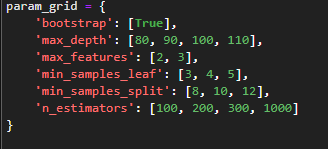 param_grid = {
    'bootstrap': [True],
    'max_depth': [80, 90, 100, 110],
    'max_features': [2, 3],
    'min_samples_leaf': [3, 4, 5],
    'min_samples_split': [8, 10, 12],
    'n_estimators': [100, 200, 300, 1000]
}